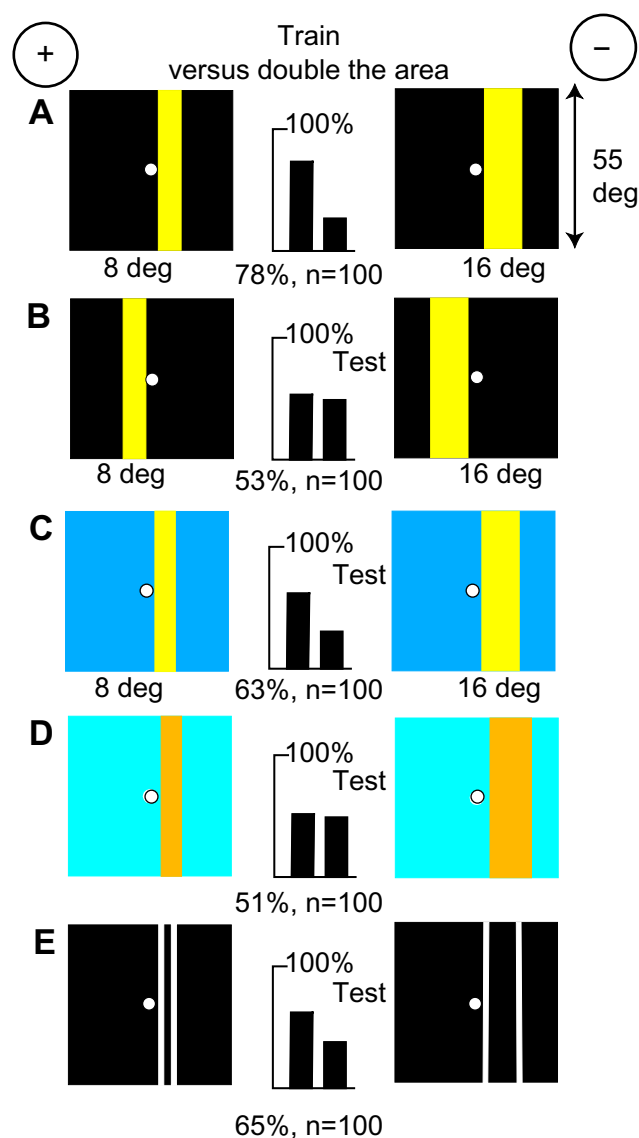 +
Train
versus double the area
−
A
100%
55
deg
8 deg
78%, n=100
16 deg
B
100%
Test
8 deg
53%, n=100
16 deg
C
100%
Test
8 deg
63%, n=100
16 deg
D
100%
Test
51%, n=100
E
100%
Test
65%, n=100